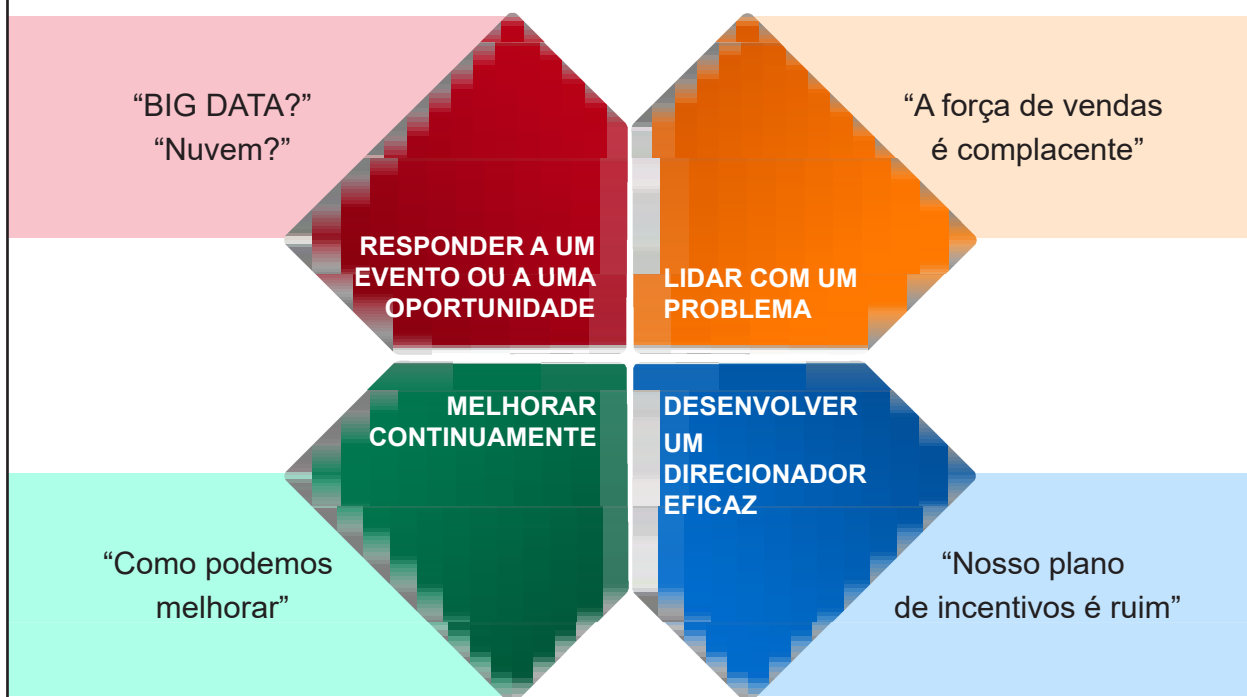 “BIG DATA?”
“Nuvem?”
RESPONDER A UM
EVENTO OU A UMA
OPORTUNIDADE
“A força de vendas
é complacente”
LIDAR COM UM
PROBLEMA
MELHORAR
CONTINUAMENTE
“Como podemos
melhorar”
DESENVOLVER
UM
DIRECIONADOR
EFICAZ
“Nosso plano
de incentivos é ruim”